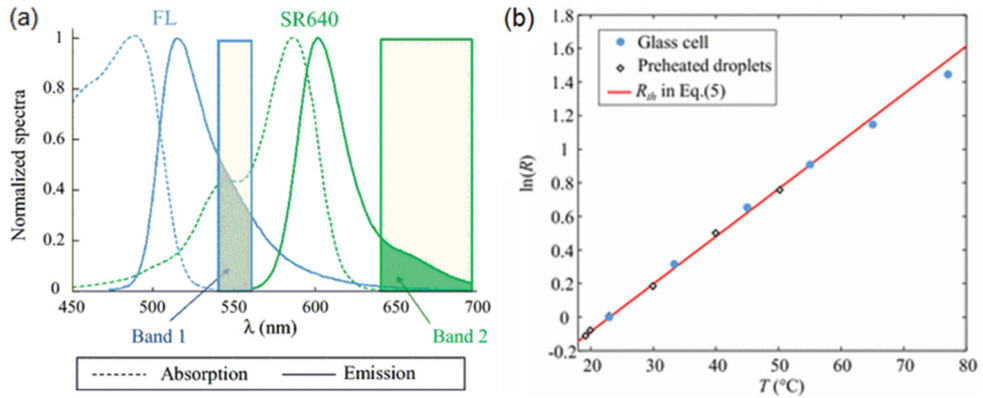 (a)
FL
SR640
Normalized spectra
1
0.8
0.6
0.4
0.2
0
450
500
550
600
650
700
λ (nm)
Band 1
Band 2
Absorption
Emission
(b)
ln(R)
1.8
1.6
1.4
1.2
1.0
0.8
0.6
0.4
0.2
0
-0.2
Glass cell
Preheated droplets
Rth in Eq.(5)
20
30
40
50
60
70
80
T (°C)